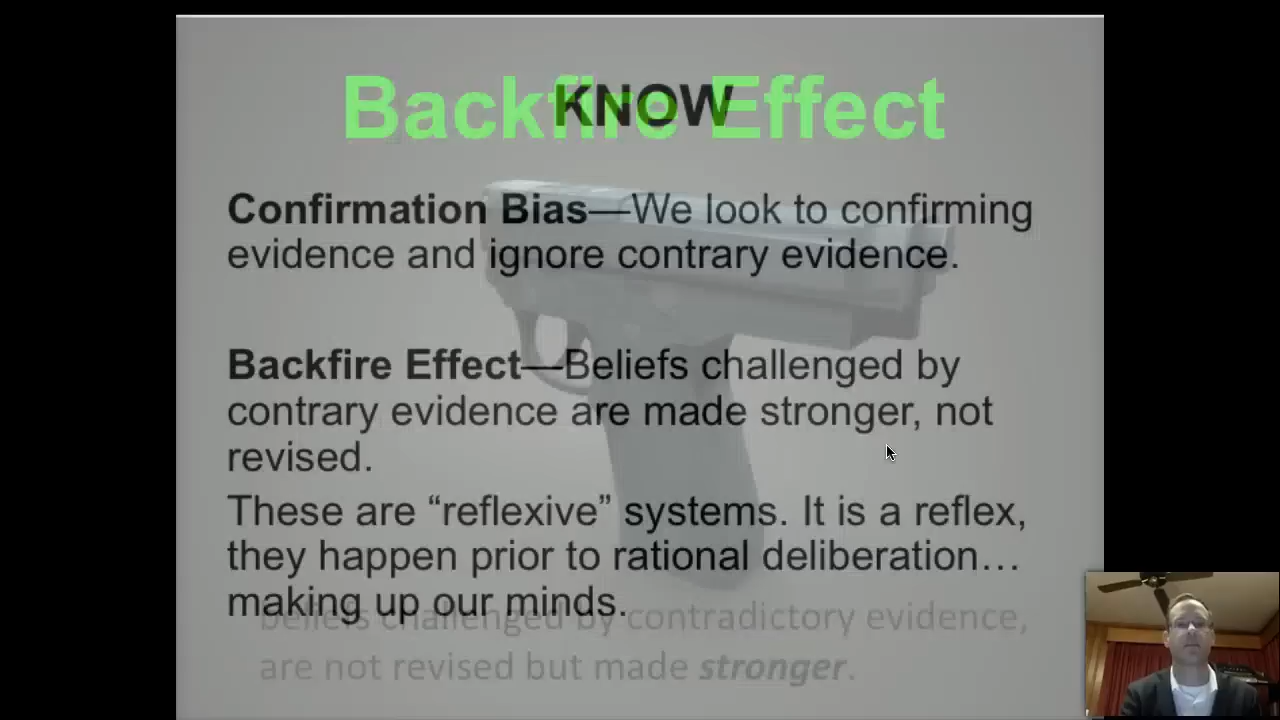 Backfire Effect
KNOW
Confirmation Bias—We look to confirming
evidence and ignore contrary evidence.
Backfire Effect—Beliefs challenged by
contrary evidence are made stronger, not
revised.
These are “reflexive” systems. It is a reflex,
they happen prior to rational deliberation…
making up our minds.
beliefs challenged by contradictory evidence,
are not revised but made stronger.